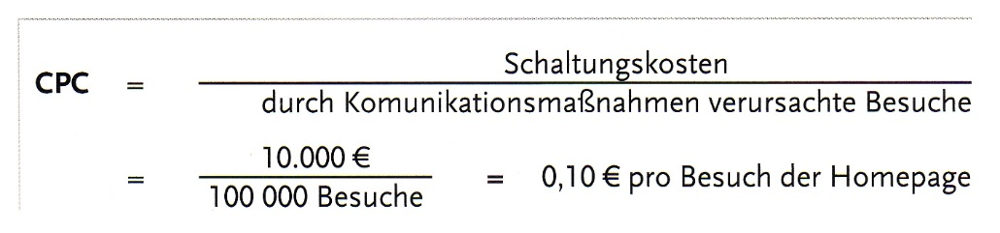 CPC = Schaltungskosten
durch Komunikationsmaßnahmen verursachte Besuche
= 10.000 € = 0,10 € pro Besuch der Homepage
100 000 Besuche